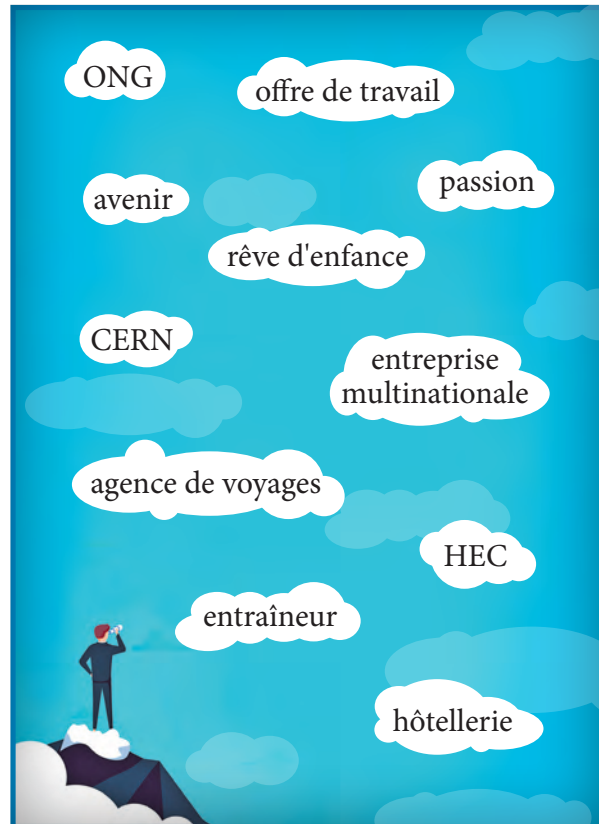 ONG
offre de travail
avenir
passion
rêve d'enfance
CERN
entreprise
multinationale
agence de voyages
HEC
entraîneur
hôtellerie